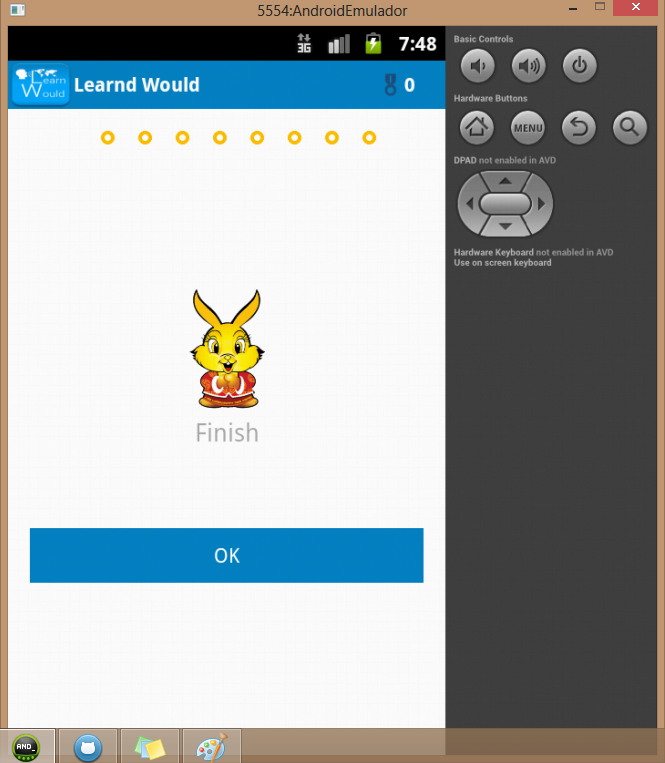 5554:AndroidEmulador
3G
7:48
Learn
Would
Learnd Would
0
Finish
OK
Basic Controls
Hardware Buttons
MENU
DPAD not enabled in AVD
Hardware Keyboard not enabled in AVD
Use on screen keyboard
AND_